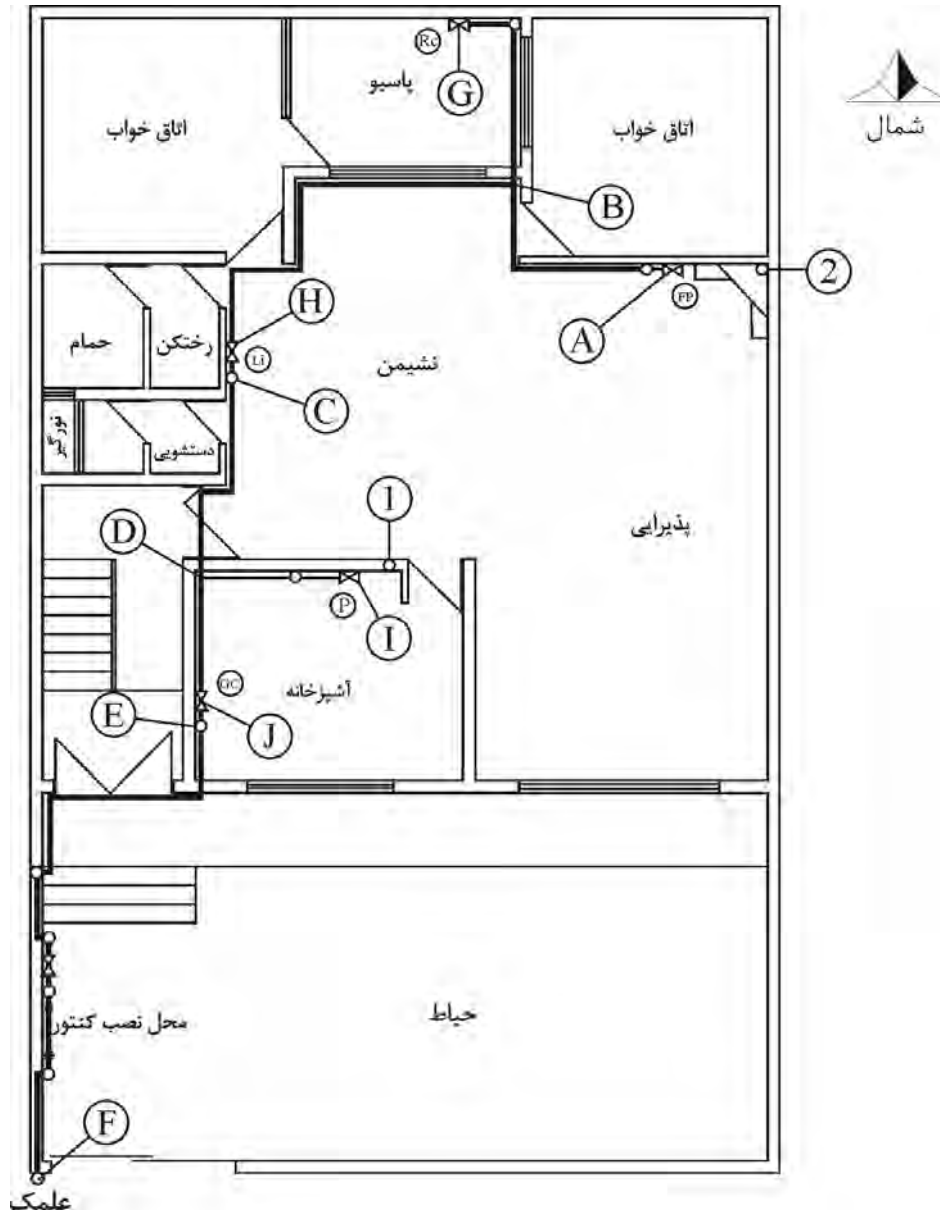 Rc
پاسیو
G
اتاق خواب
اتاق خواب
شمال
B
2
H
A
FP
حمام
رختکن
Li
نشیمن
C
نورگیر
دستشویی
1
پذیرایی
D
P
I
GC
آشپزخانه
E
J
محل نصب کنتور
حیاط
F
علمک